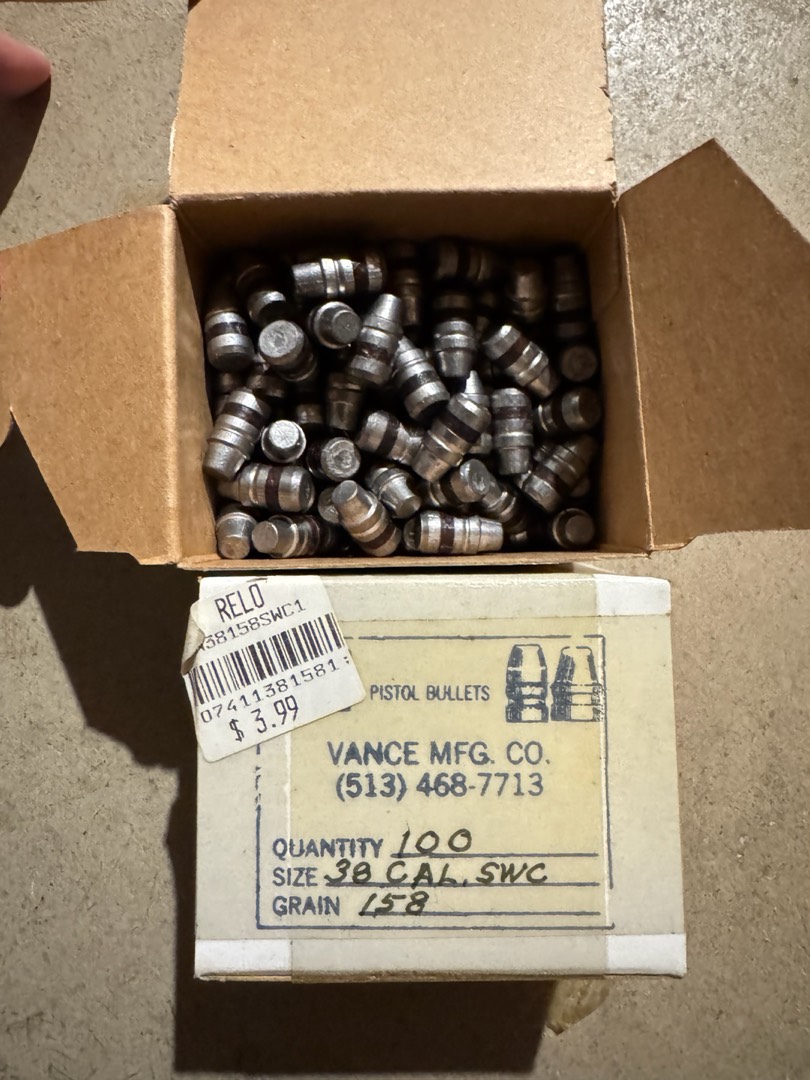 RELO
38158SWC1
07411381581
$ 3.99
PISTOL BULLETS
VANCE MFG. CO.
(513) 468-7713
QUANTITY 100
SIZE 38 CAL. SWC
GRAIN 158